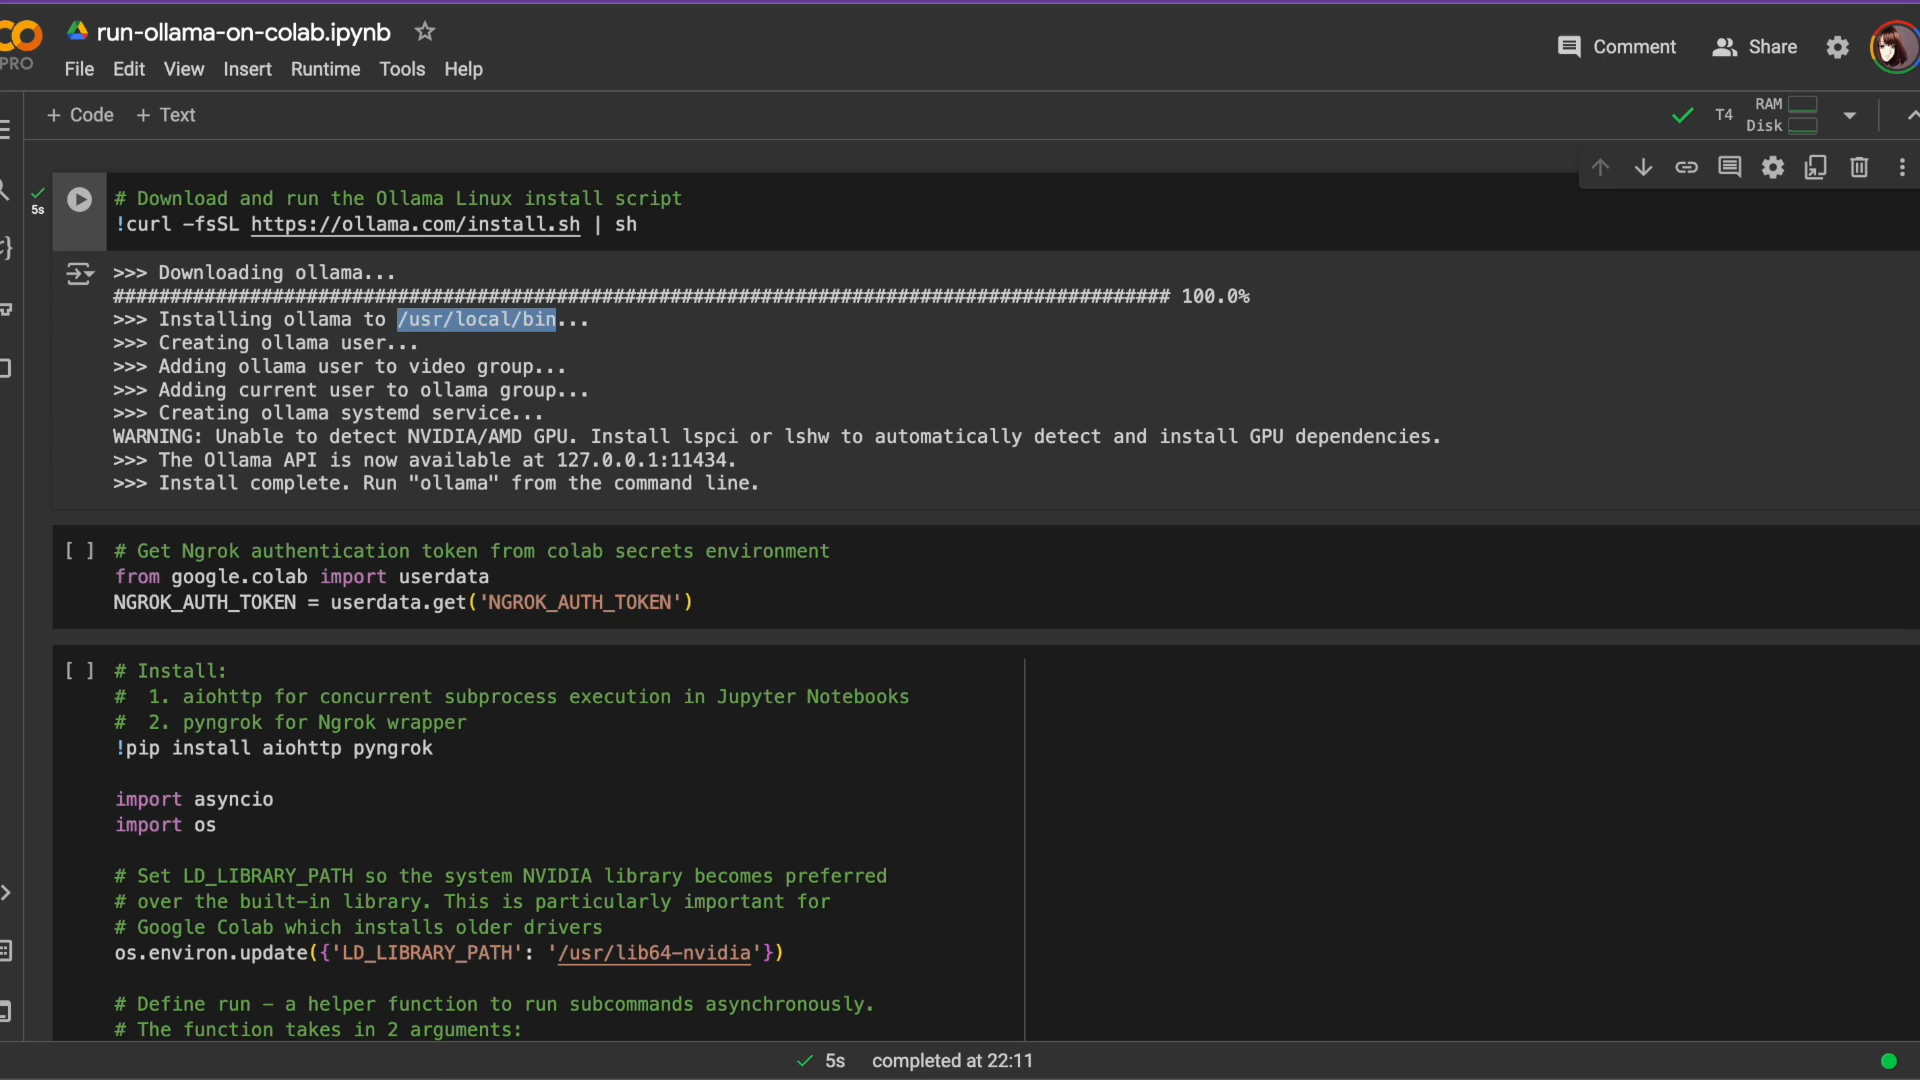 run-ollama-on-colab.ipynb
PRO
File Edit View Insert Runtime Tools Help
Comment
Share
+ Code + Text
T4
RAM
Disk
5s
# Download and run the Ollama Linux install script
!curl -fsSL https://ollama.com/install.sh | sh
>>> Downloading ollama...
############################################################################################# 100.0%
>>> Installing ollama to /usr/local/bin...
>>> Creating ollama user...
>>> Adding ollama user to video group...
>>> Adding current user to ollama group...
>>> Creating ollama systemd service...
WARNING: Unable to detect NVIDIA/AMD GPU. Install lspci or lshw to automatically detect and install GPU dependencies.
>>> The Ollama API is now available at 127.0.0.1:11434.
>>> Install complete. Run "ollama" from the command line.
[ ] # Get Ngrok authentication token from colab secrets environment
from google.colab import userdata
NGROK_AUTH_TOKEN = userdata.get('NGROK_AUTH_TOKEN')
[ ] # Install:
#  1. aiohttp for concurrent subprocess execution in Jupyter Notebooks
#  2. pyngrok for Ngrok wrapper
!pip install aiohttp pyngrok
import asyncio
import os
# Set LD_LIBRARY_PATH so the system NVIDIA library becomes preferred
# over the built-in library. This is particularly important for
# Google Colab which installs older drivers
os.environ.update({'LD_LIBRARY_PATH': '/usr/lib64-nvidia'})
# Define run - a helper function to run subcommands asynchronously.
# The function takes in 2 arguments:
5s completed at 22:11